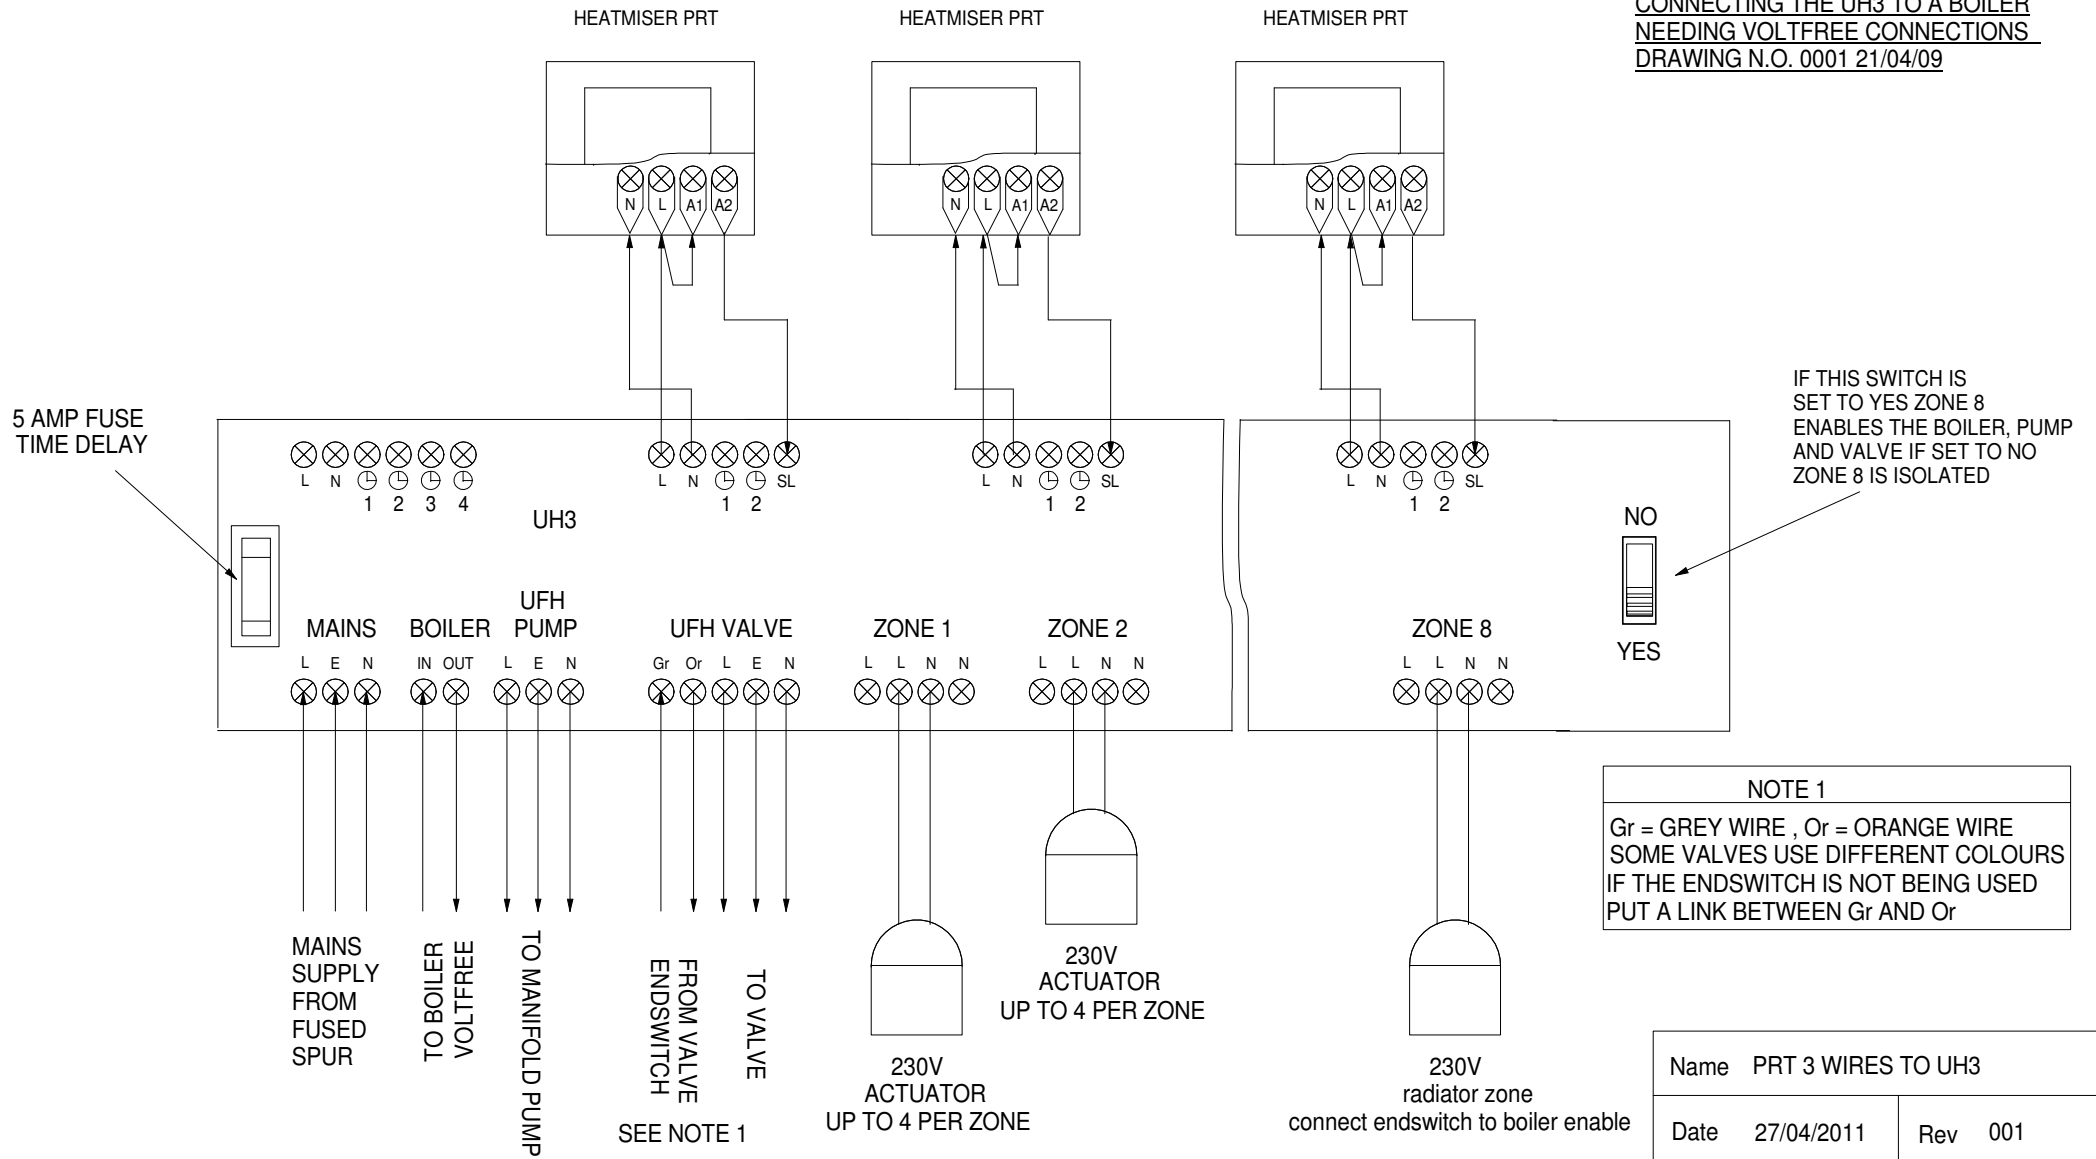 HEATMISER PRT
HEATMISER PRT
HEATMISER PRT
CONNECTING THE UH3 TO A BOILER
NEEDING VOLTFREE CONNECTIONS
DRAWING N.O. 0001 21/04/09
N L A1 A2
N L A1 A2
N L A1 A2
5 AMP FUSE
TIME DELAY
IF THIS SWITCH IS
SET TO YES ZONE 8
ENABLES THE BOILER, PUMP
AND VALVE IF SET TO NO
ZONE 8 IS ISOLATED
L N
1 2 3 4
L N SL
1 2
L N SL
1 2
L N SL
1 2
UH3
NO
YES
MAINS
L E N
BOILER
IN OUT
UFH
PUMP
L E N
UFH VALVE
Gr Or L E N
ZONE 1
L L N N
ZONE 2
L L N N
ZONE 8
L L N N
NOTE 1
Gr = GREY WIRE , Or = ORANGE WIRE
SOME VALVES USE DIFFERENT COLOURS
IF THE ENDSWITCH IS NOT BEING USED
PUT A LINK BETWEEN Gr AND Or
MAINS
SUPPLY
FROM
FUSED
SPUR
TO BOILER
VOLTFREE
TO MANIFOLD PUMP
FROM VALVE
ENDSWITCH
TO VALVE
SEE NOTE 1
230V
ACTUATOR
UP TO 4 PER ZONE
230V
ACTUATOR
UP TO 4 PER ZONE
230V
radiator zone
connect endswitch to boiler enable
Name PRT 3 WIRES TO UH3
Date 27/04/2011 Rev 001